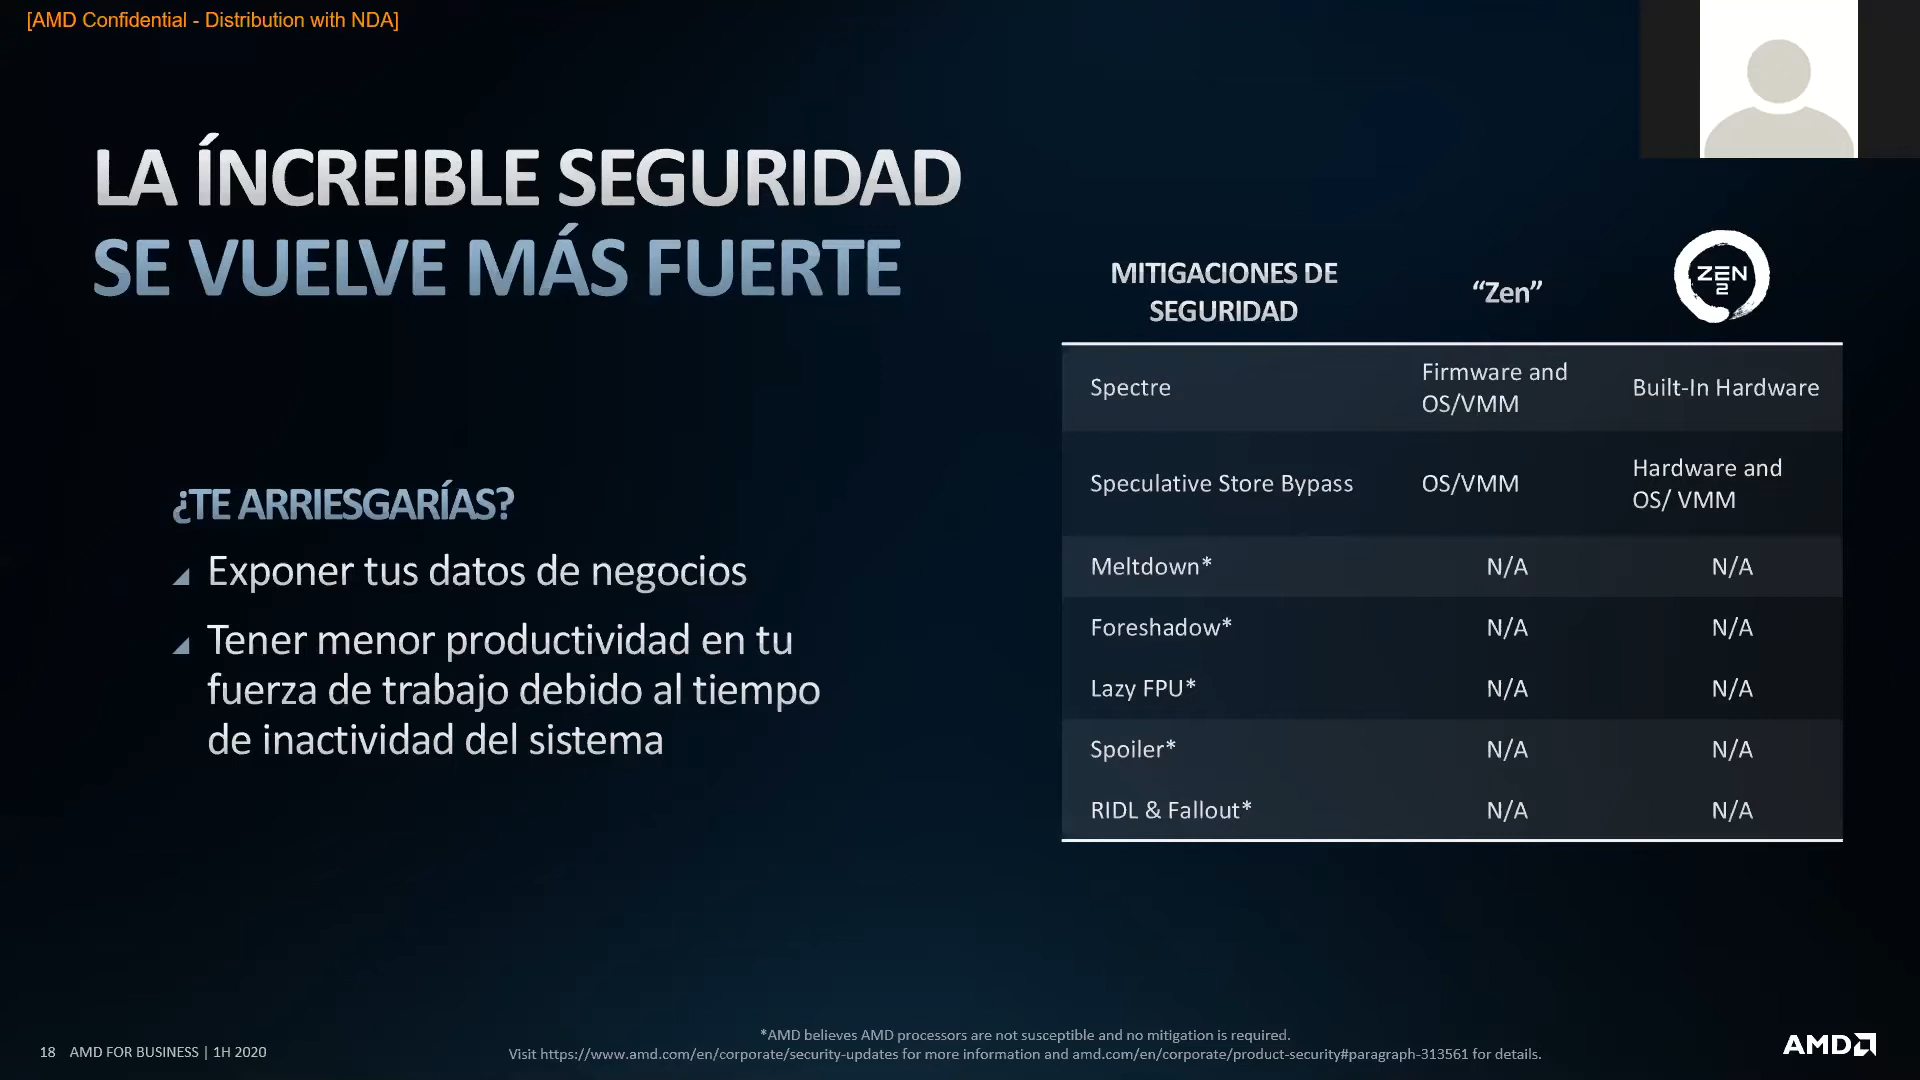 [AMD Confidential - Distribution with NDA]
LA ÍNCREIBLE SEGURIDAD
SE VUELVE MÁS FUERTE
¿TE ARRIESGARÍAS?
Exponer tus datos de negocios
Tener menor productividad en tu
fuerza de trabajo debido al tiempo
de inactividad del sistema
MITIGACIONES DE
SEGURIDAD
“Zen”
ZEN
2
Spectre
Firmware and
OS/VMM
Built-In Hardware
Speculative Store Bypass
OS/VMM
Hardware and
OS/ VMM
Meltdown* N/A N/A
Foreshadow* N/A N/A
Lazy FPU* N/A N/A
Spoiler* N/A N/A
RIDL & Fallout* N/A N/A
*AMD believes AMD processors are not susceptible and no mitigation is required.
Visit https://www.amd.com/en/corporate/security-updates for more information and amd.com/en/corporate/product-security#paragraph-313561 for details.
18 AMD FOR BUSINESS | 1H 2020
AMD